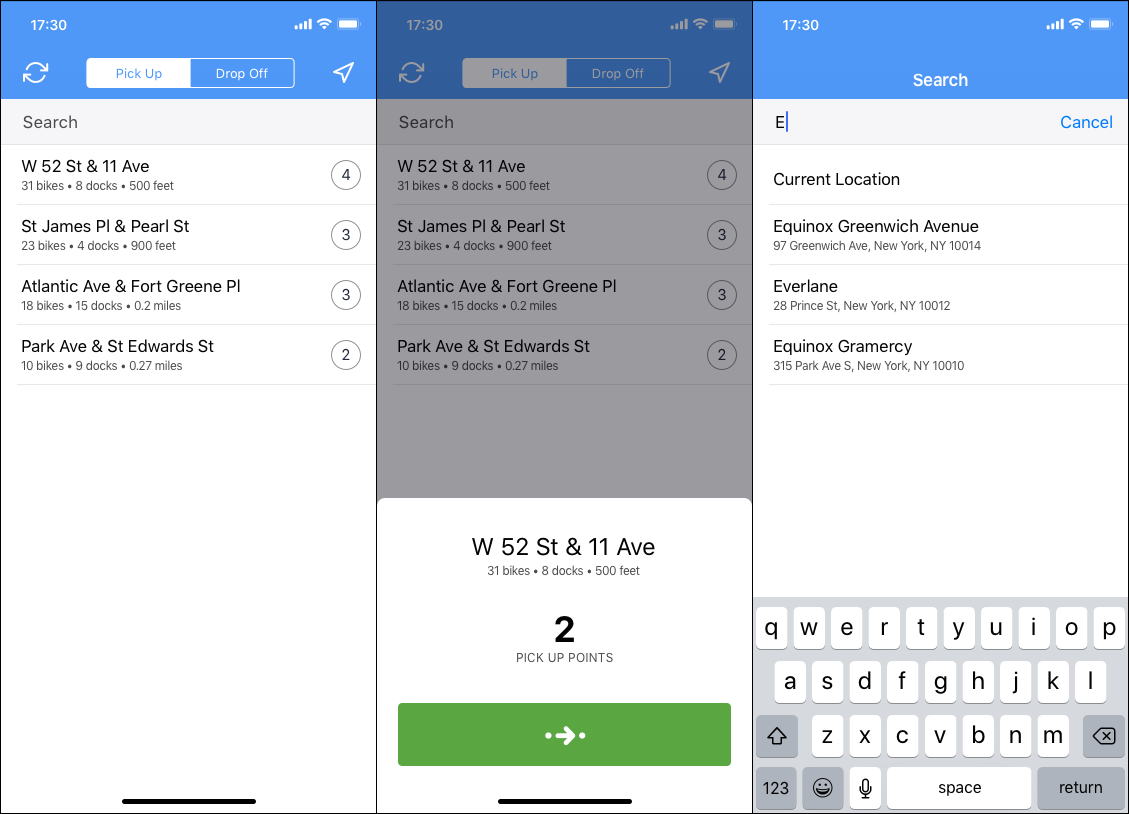 17:30
Pick Up
Drop Off
Search
W 52 St & 11 Ave
31 bikes • 8 docks • 500 feet
4
St James Pl & Pearl St
23 bikes • 4 docks • 900 feet
3
Atlantic Ave & Fort Greene Pl
18 bikes • 15 docks • 0.2 miles
3
Park Ave & St Edwards St
10 bikes • 9 docks • 0.27 miles
2
17:30
Pick Up
Drop Off
Search
W 52 St & 11 Ave
31 bikes • 8 docks • 500 feet
4
St James Pl & Pearl St
23 bikes • 4 docks • 900 feet
3
Atlantic Ave & Fort Greene Pl
18 bikes • 15 docks • 0.2 miles
3
Park Ave & St Edwards St
10 bikes • 9 docks • 0.27 miles
2
W 52 St & 11 Ave
31 bikes • 8 docks • 500 feet
2
PICK UP POINTS
17:30
Search
E
Cancel
Current Location
Equinox Greenwich Avenue
97 Greenwich Ave, New York, NY 10014
Everlane
28 Prince St, New York, NY 10012
Equinox Gramercy
315 Park Ave S, New York, NY 10010
q w e r t y u i o p
a s d f g h j k l
z x c v b n m
123 space return